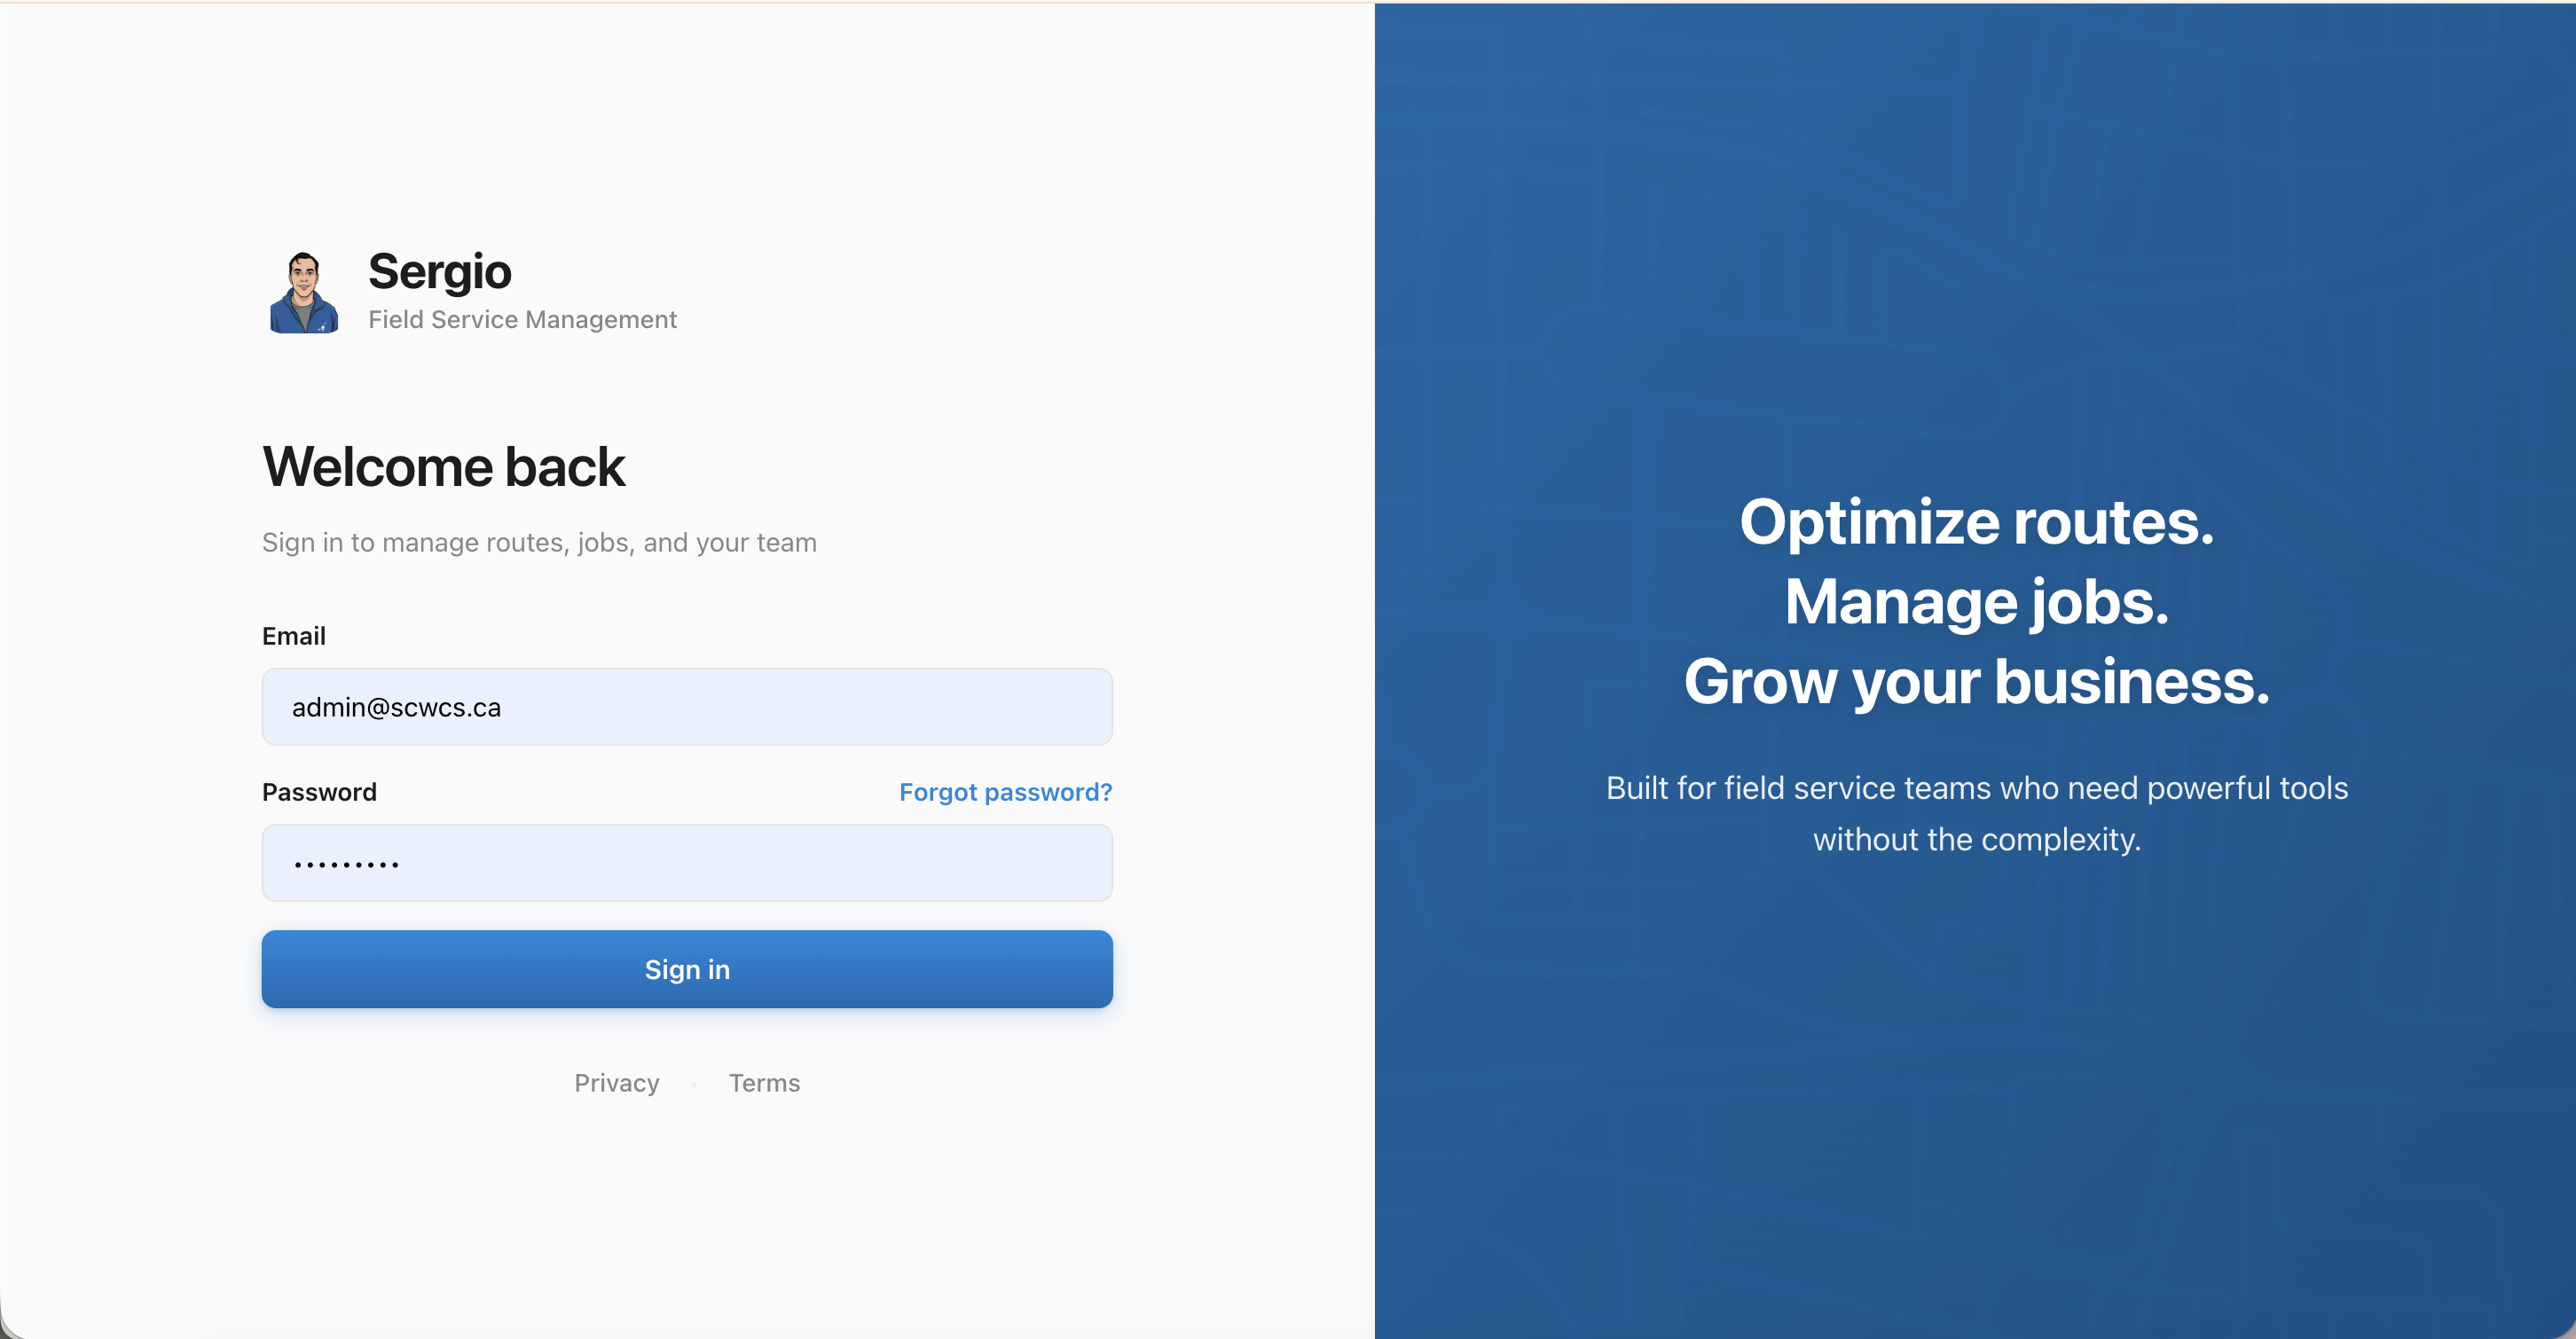 Sergio
Field Service Management
Welcome back
Sign in to manage routes, jobs, and your team
Email
admin@scwcs.ca
Password
Forgot password?
•••••••••
Sign in
Privacy · Terms
Optimize routes.
Manage jobs.
Grow your business.
Built for field service teams who need powerful tools
without the complexity.